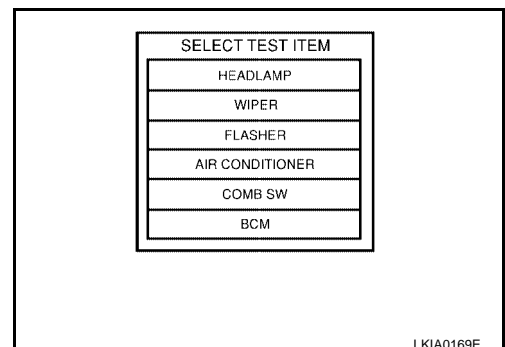 SELECT TEST ITEM
HEADLAMP
WIPER
FLASHER
AIR CONDITIONER
COMB SW
BCM
LKIA0169E